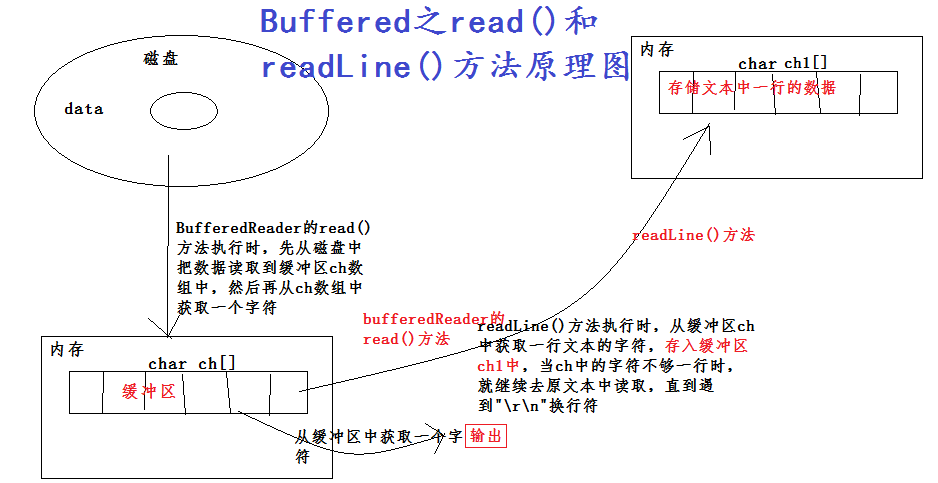 Buffered之read()和
readLine()方法原理图
磁盘
data
内存
char ch1[]
存储文本中一行的数据
BufferedReader的read()
方法执行时，先从磁盘中
把数据读取到缓冲区ch数
组中，然后再从ch数组中
获取一个字符
readLine()方法
bufferedReader的
read()方法
readLine()方法执行时，从缓冲区ch
中获取一行文本的字符，存入缓冲区
ch1中，当ch中的字符不够一行时，
就继续去原文本中读取，直到遇
到"\r\n"换行符
内存
char ch[]
缓冲区
从缓冲区中获取一个字
符
输出